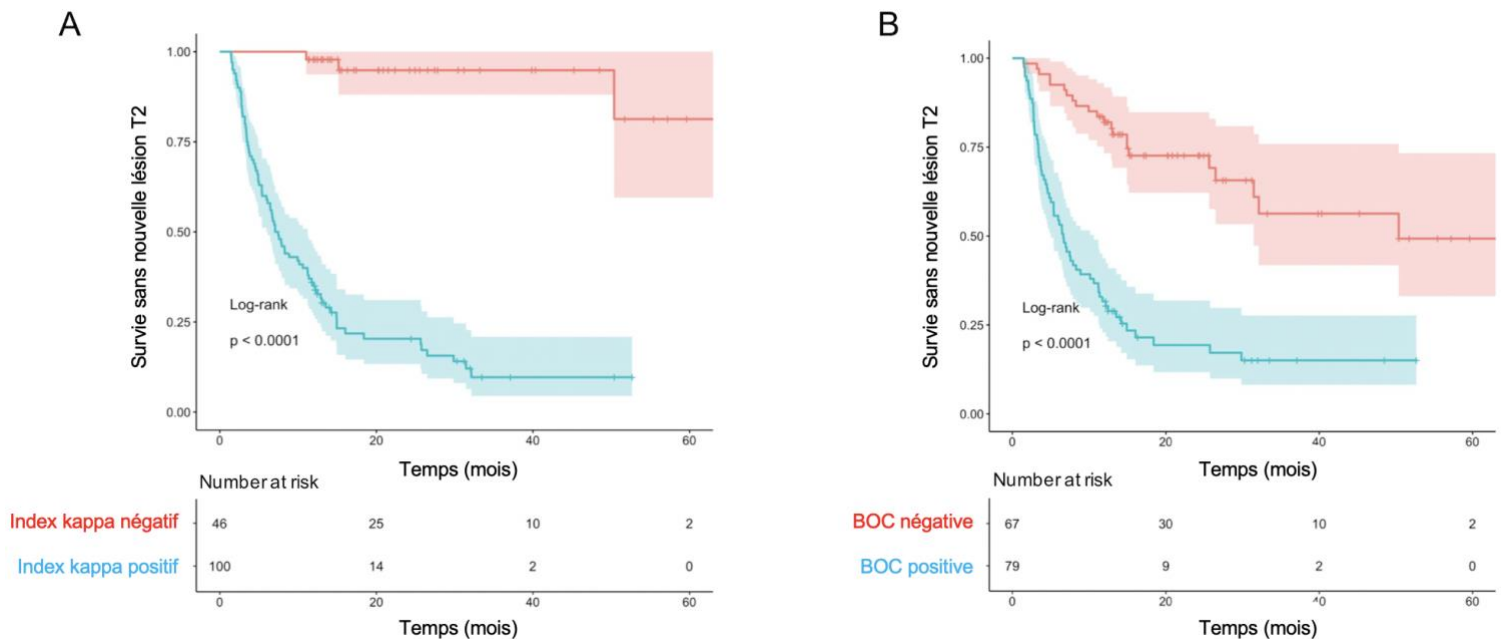 A
Survie sans nouvelle lésion T2
1.00
0.75
0.50
0.25
0.00
Log-rank
p < 0.0001
0 20 40 60
Temps (mois)
Number at risk
Index kappa négatif 46 25 10 2
Index kappa positif 100 14 2 0
0 20 40 60
Temps (mois)
B
Survie sans nouvelle lésion T2
1.00
0.75
0.50
0.25
0.00
Log-rank
p < 0.0001
0 20 40 60
Temps (mois)
Number at risk
BOC négative 67 30 10 2
BOC positive 79 9 2 0
0 20 40 60
Temps (mois)